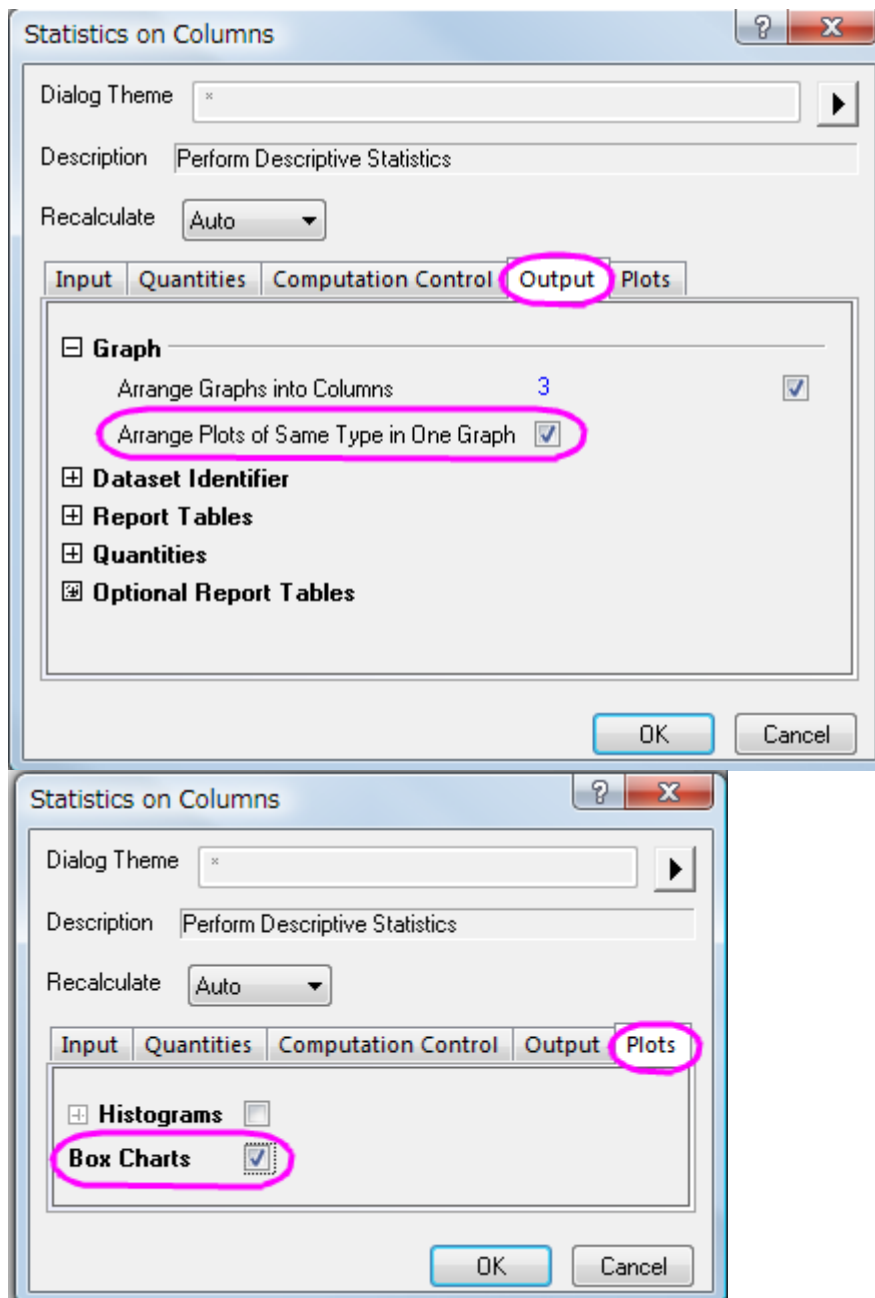 Statistics on Columns
Dialog Theme *
Description Perform Descriptive Statistics
Recalculate Auto
Input Quantities Computation Control Output Plots
Graph
Arrange Graphs into Columns 3
Arrange Plots of Same Type in One Graph
Dataset Identifier
Report Tables
Quantities
Optional Report Tables
OK Cancel
Statistics on Columns
Dialog Theme *
Description Perform Descriptive Statistics
Recalculate Auto
Input Quantities Computation Control Output Plots
Histograms
Box Charts
OK Cancel